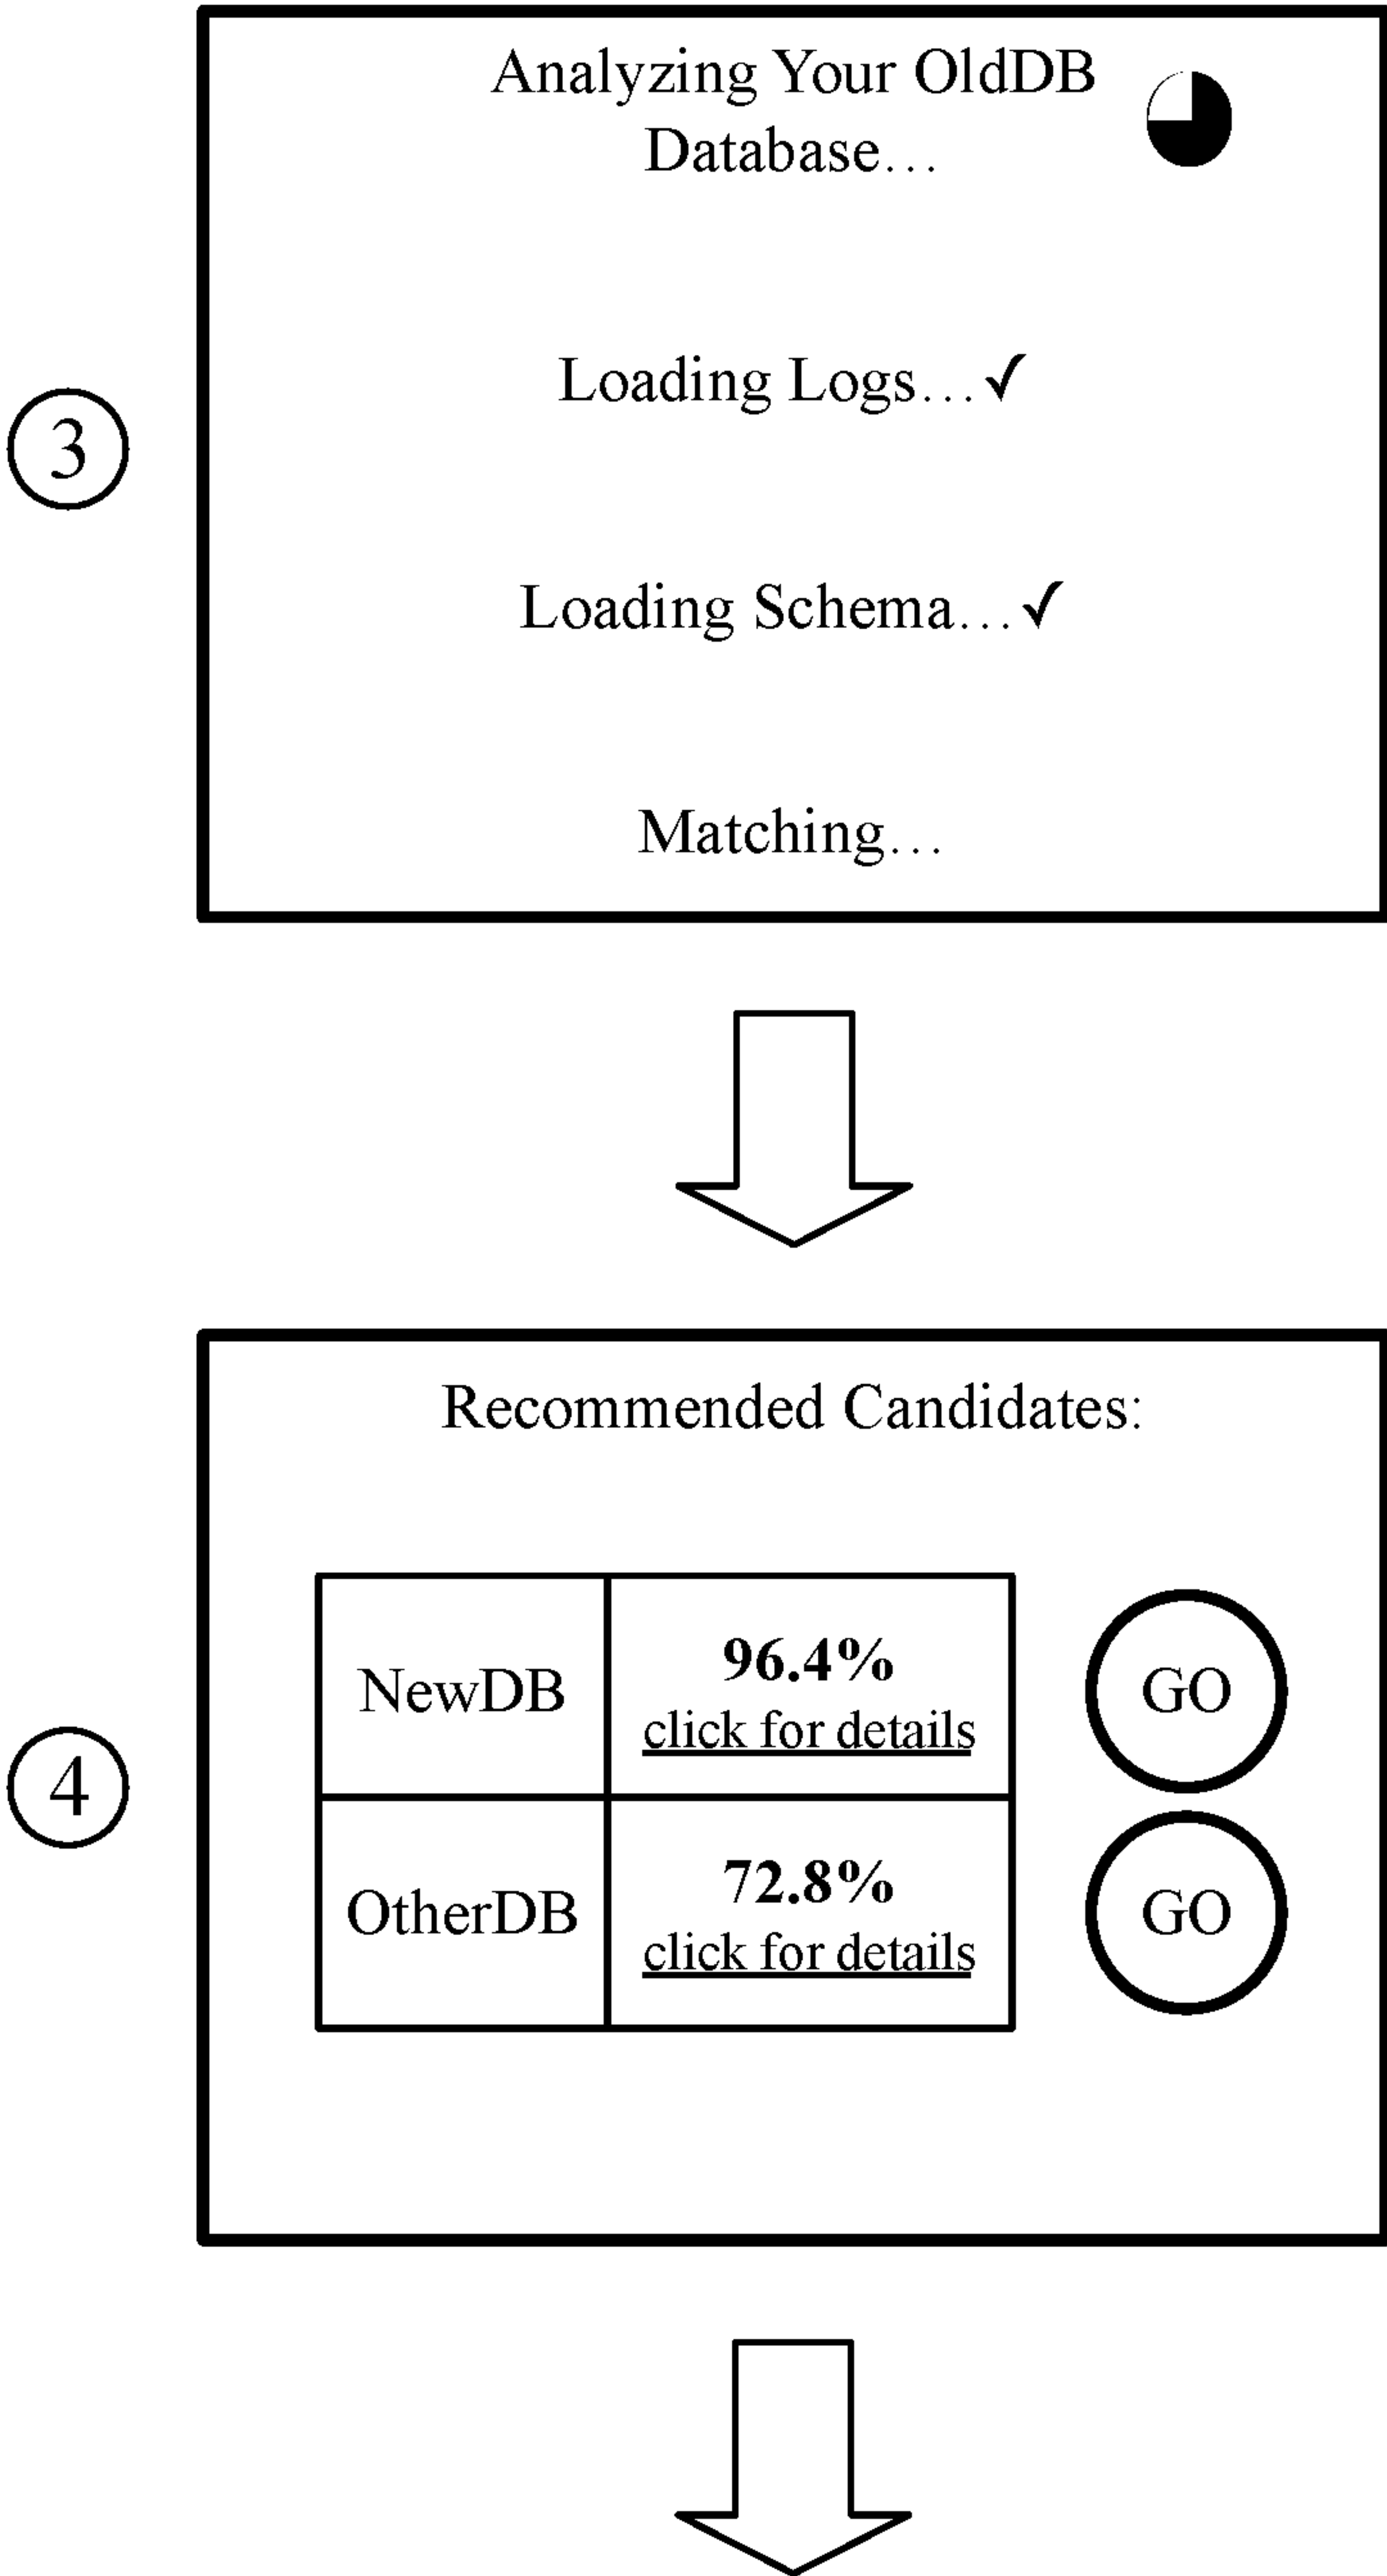 Analyzing Your OldDB
Database...
Loading Logs...✓
3
Loading Schema...✓
Matching...
Recommended Candidates:
NewDB
96.4%
click for details
GO
4
OtherDB
72.8%
click for details
GO